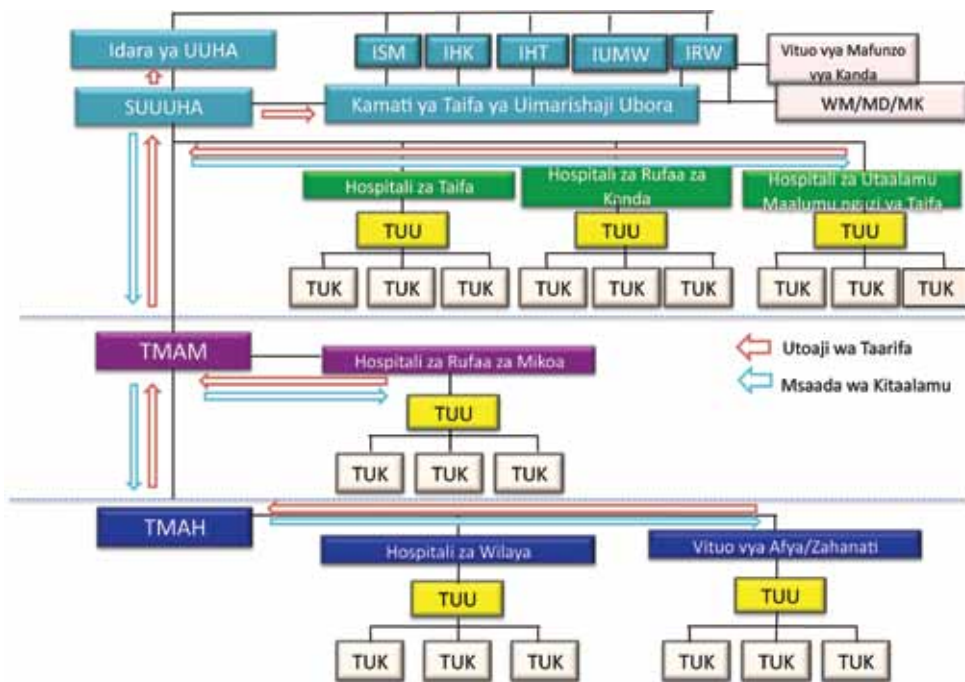 Idara ya UUHA
ISM
IHK
IHT
IUMW
IRW
Vituo vya Mafunzo
vya Kanda
SUUUHA
Kamati ya Taifa ya Uimarishaji Ubora
WM/MD/MK
Hospitali za Taifa
Hospitali za Rufaa za
Kanda
Hospitali za Utaalamu
Maalumu ngazi ya Taifa
TUU
TUU
TUU
TUK
TUK
TUK
TUK
TUK
TUK
TUK
TUK
TUK
TMAM
Hospitali za Rufaa za Mikoa
Utoaji wa Taarifa
Msaada wa Kitaalamu
TUU
TUK
TUK
TUK
TMAH
Hospitali za Wilaya
Vituo vya Afya/Zahanati
TUU
TUU
TUK
TUK
TUK
TUK
TUK
TUK